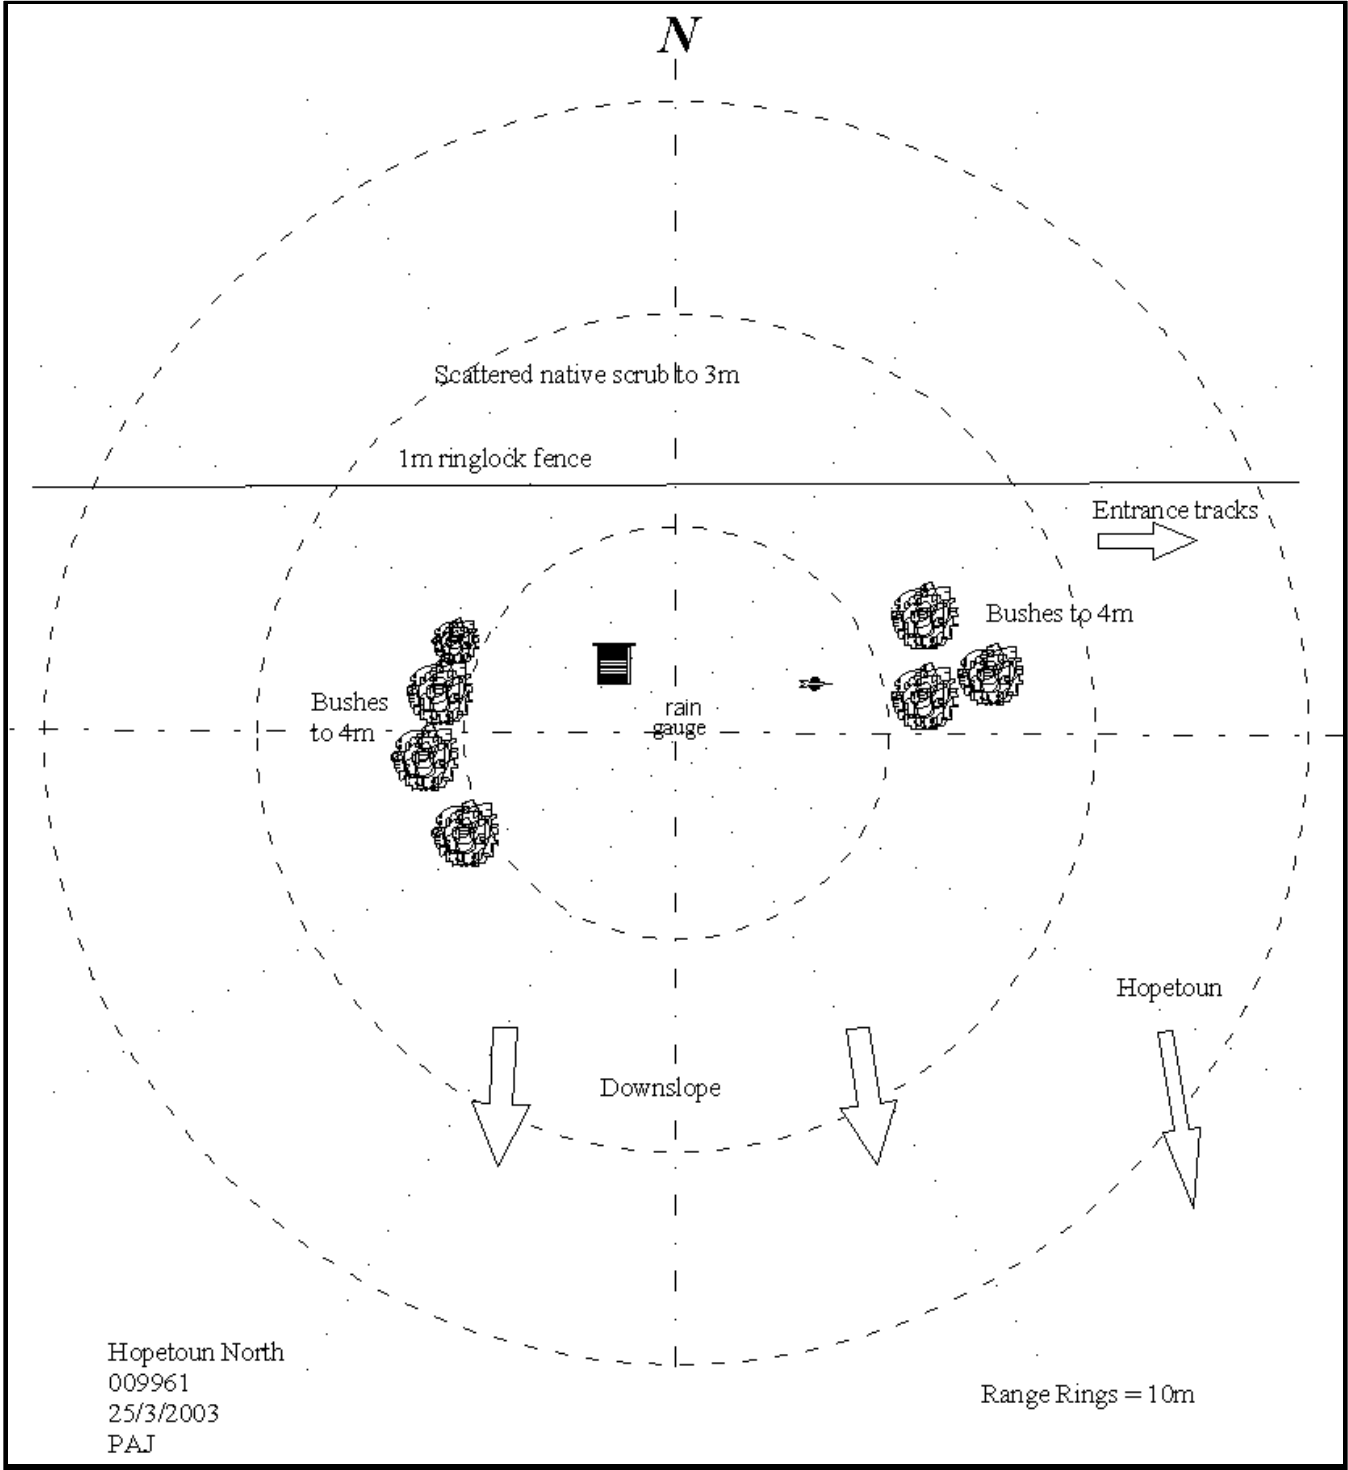 N
Scattered native scrub to 3m
1m ringlock fence
Entrance tracks
Bushes to 4m
Bushes
to 4m
rain
gauge
Hopetoun
Downslope
Hopetoun North
009961
25/3/2003
PAJ
Range Rings = 10m